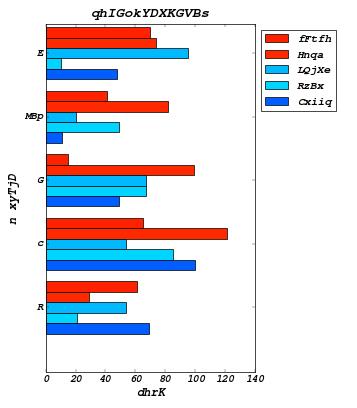 qhIGokYDXKGVBs
E
MBp
G
C
R
n xyTjD
0 20 40 60 80 100 120 140
dhrK
fFtfh
Hnqa
LQjXe
RzBx
Cxiiq